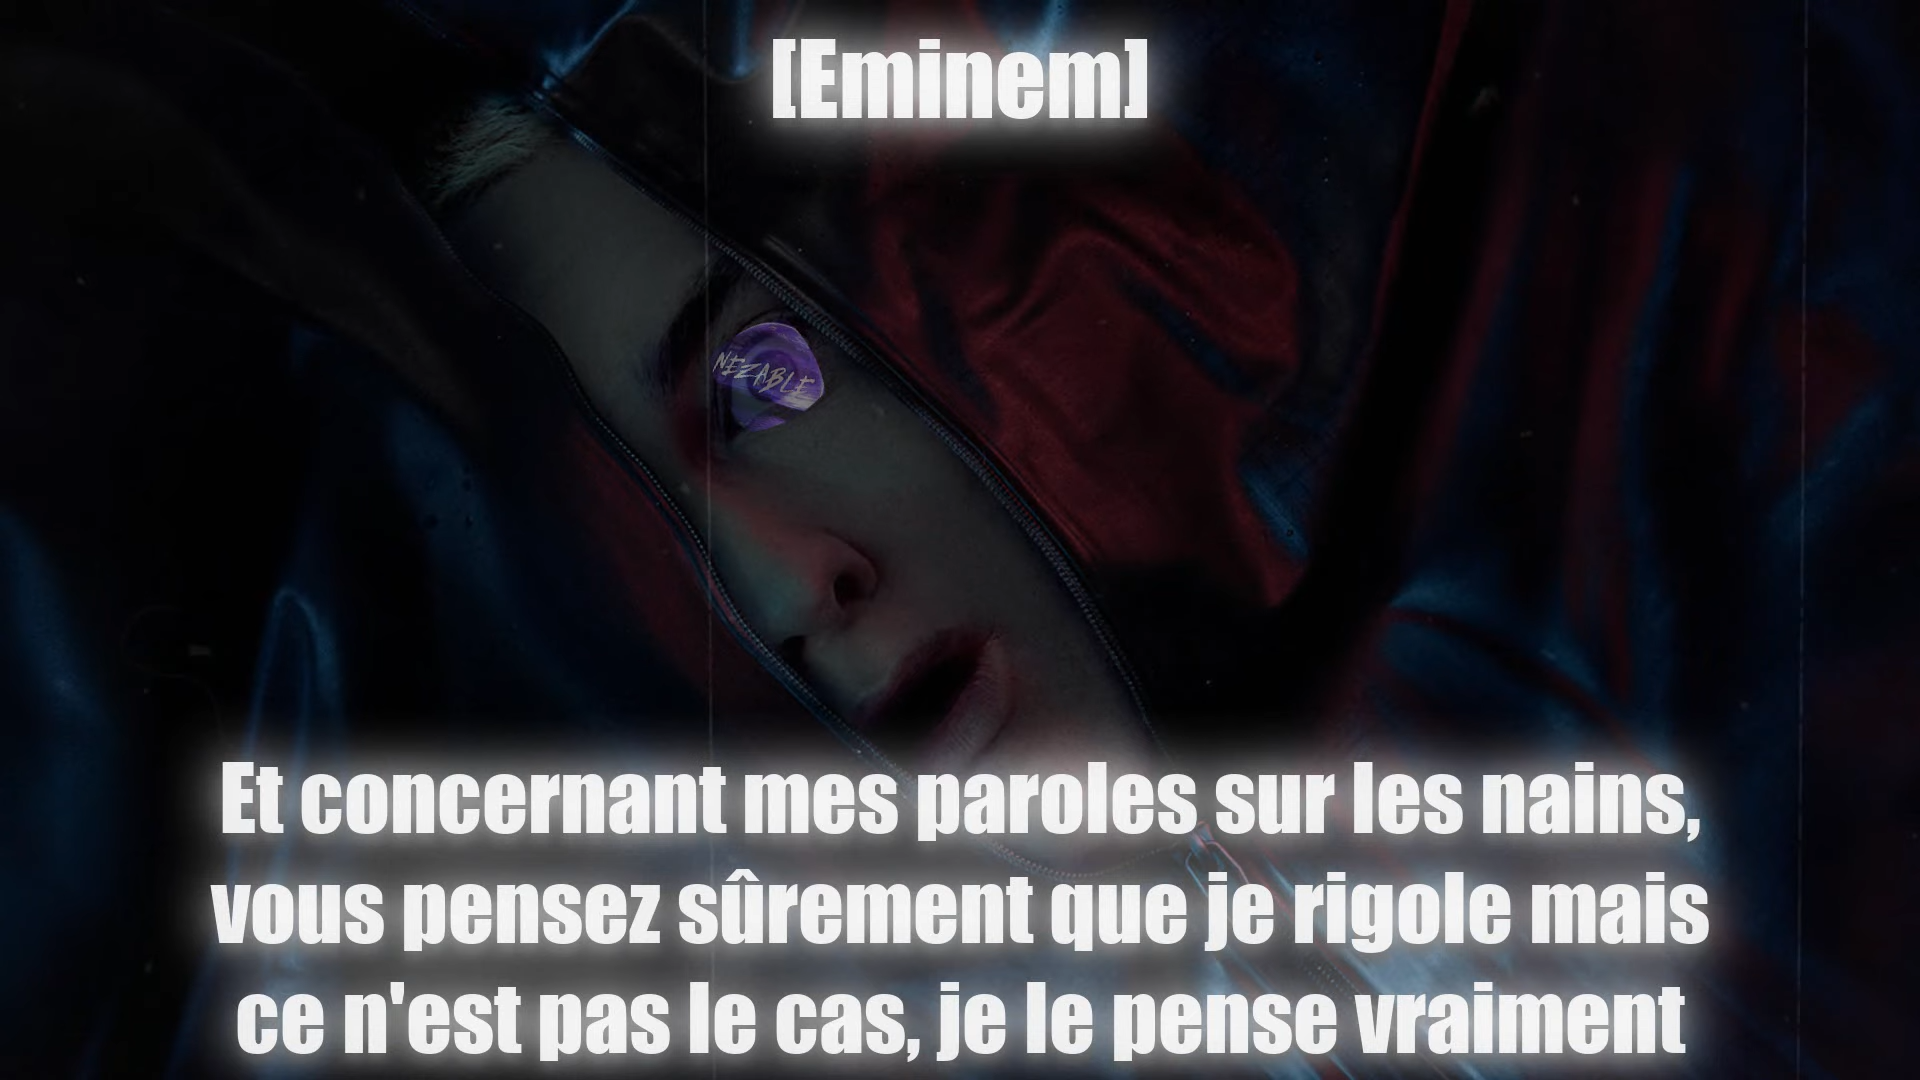 [Eminem]
NEZABLE
Et concernant mes paroles sur les nains,
vous pensez sûrement que je rigole mais
ce n'est pas le cas, je le pense vraiment